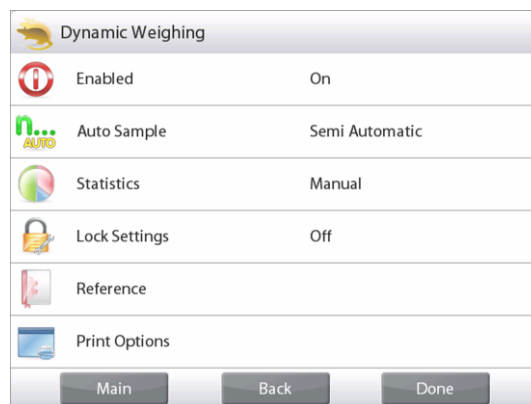 Dynamic Weighing
Enabled On
n... AUTO Auto Sample Semi Automatic
Statistics Manual
Lock Settings Off
Reference
Print Options
Main Back Done